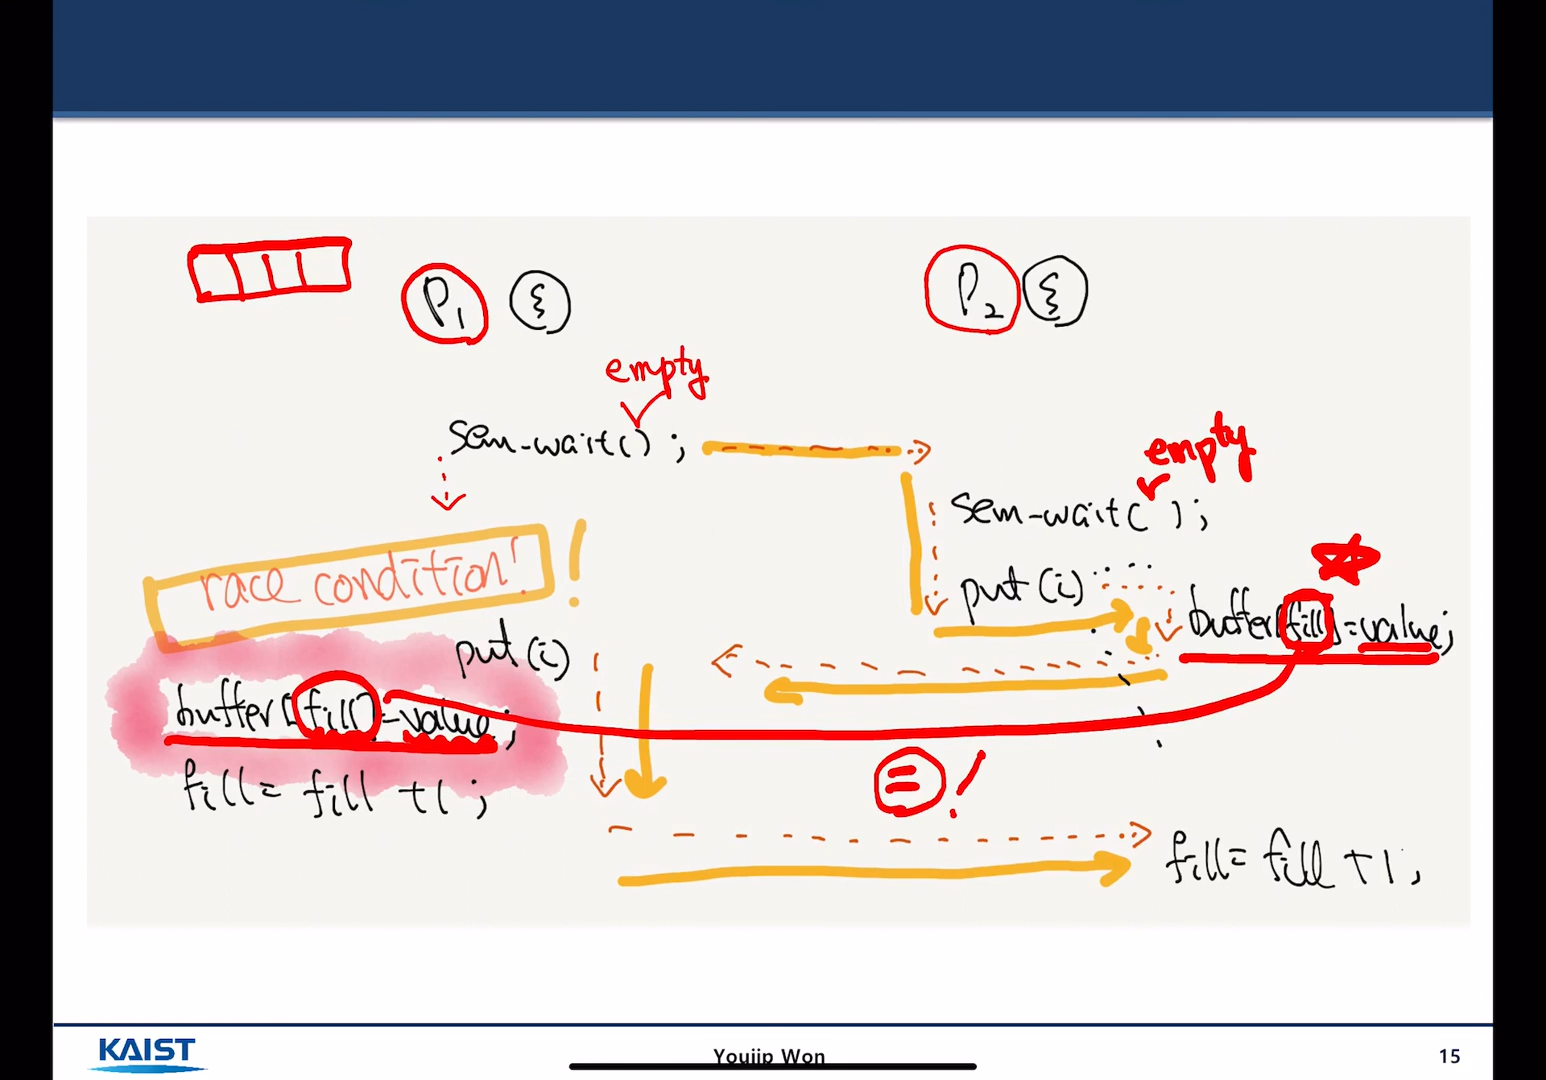 P1
P2
empty
sem-wait( ) ;
empty
sem-wait( ) ;
race condition! !
put (i)
buffer[fill] = value;
put (i)
buffer[fill] = value;
= !
fill = fill +1 ;
fill = fill +1 ;
KAIST
Youjip Won
15